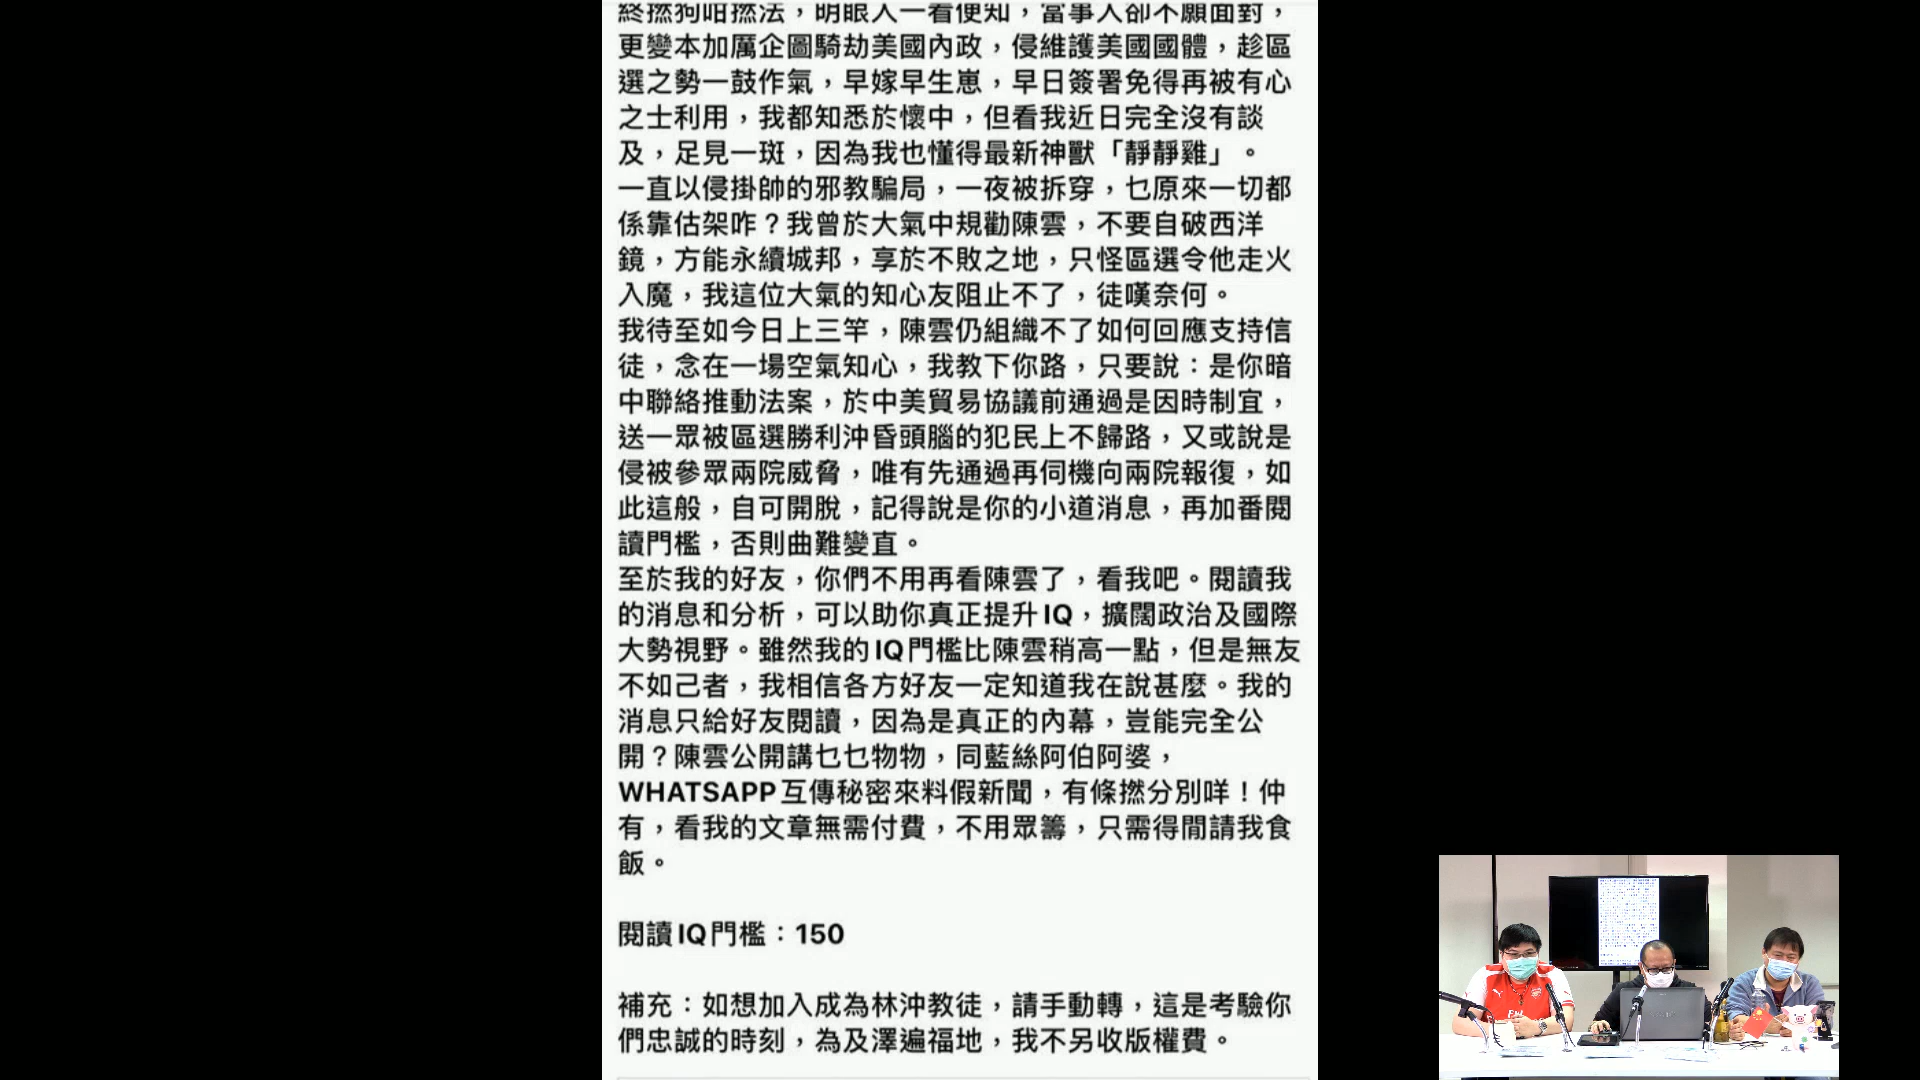 終撚狗咁撚法，明眼人一看便知，當事人卻不願面對，
更變本加厲企圖騎劫美國內政，侵維護美國國體，趁區
選之勢一鼓作氣，早嫁早生崽，早日簽署免得再被有心
之士利用，我都知悉於懷中，但看我近日完全沒有談
及，足見一斑，因為我也懂得最新神獸「靜靜雞」。
一直以侵掛帥的邪教騙局，一夜被拆穿，乜原來一切都
係靠估架咋？我曾於大氣中規勸陳雲，不要自破西洋
鏡，方能永續城邦，享於不敗之地，只怪區選令他走火
入魔，我這位大氣的知心友阻止不了，徒嘆奈何。
我待至如今日上三竿，陳雲仍組織不了如何回應支持信
徒，念在一場空氣知心，我教下你路，只要說：是你暗
中聯絡推動法案，於中美貿易協議前通過是因時制宜，
送一眾被區選勝利沖昏頭腦的犯民上不歸路，又或說是
侵被參眾兩院威脅，唯有先通過再伺機向兩院報復，如
此這般，自可開脫，記得說是你的小道消息，再加番閱
讀門檻，否則曲難變直。
至於我的好友，你們不用再看陳雲了，看我吧。閱讀我
的消息和分析，可以助你真正提升IQ，擴闊政治及國際
大勢視野。雖然我的IQ門檻比陳雲稍高一點，但是無友
不如己者，我相信各方好友一定知道我在說甚麼。我的
消息只給好友閱讀，因為是真正的內幕，豈能完全公
開？陳雲公開講乜乜物物，同藍絲阿伯阿婆，
WHATSAPP互傳秘密來料假新聞，有條撚分別咩！仲
有，看我的文章無需付費，不用眾籌，只需得閒請我食
飯。
閱讀IQ門檻：150
補充：如想加入成為林沖教徒，請手動轉，這是考驗你
們忠誠的時刻，為及澤遍福地，我不另收版權費。